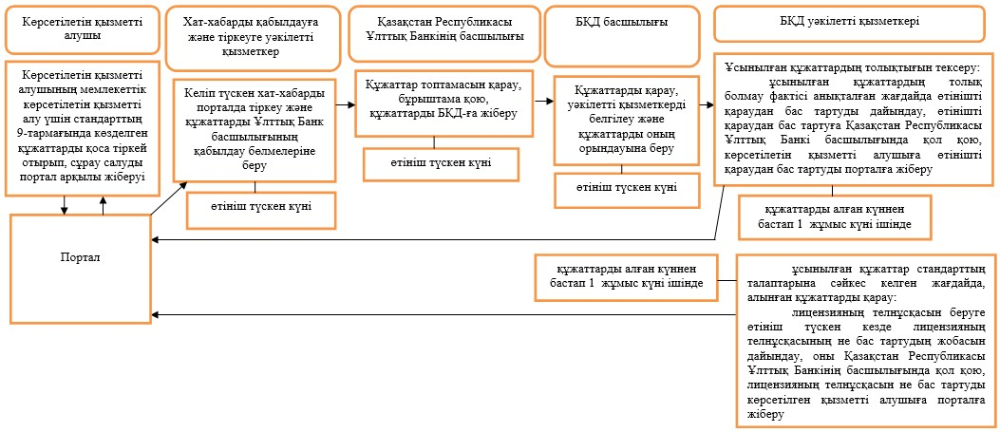 Көрсетілетін қызметті
алушы
Хат-хабарды қабылдауға
және тіркеуге уәкілетті
қызметкер
Қазақстан Республикасы
Ұлттық Банкінің басшылығы
БҚД басшылығы
БҚД уәкілетті қызметкері
Көрсетілетін қызметті
алушының мемлекеттік
көрсетілетін қызметті
алу үшін стандарттың
9-тармағында көзделген
құжаттарды қоса тіркей
отырып, сұрау салуды
портал арқылы жіберуі
Келіп түскен хат-хабарды
порталда тіркеу және
құжаттарды Ұлттық Банк
басшылығының
қабылдау бөлмелеріне
беру
өтініш түскен күні
Құжаттар топтамасын қарау,
бұрыштама қою,
құжаттарды БҚД-ға жіберу
өтініш түскен күні
Құжаттарды қарау,
уәкілетті қызметкерді
белгілеу және
құжаттарды оның
орындауына беру
өтініш түскен күні
Ұсынылған құжаттардың толықтығын тексеру:
ұсынылған құжаттардың толық
болмау фактісі анықталған жағдайда өтінішті
қараудан бас тартуды дайындау, өтінішті
қараудан бас тартуға Қазақстан Республикасы
Ұлттық Банкі басшылығында қол қою,
көрсетілетін қызметті алушыға өтінішті
қараудан бас тартуды порталға жіберу
құжаттарды алған күннен
бастап 1 жұмыс күні ішінде
Портал
құжаттарды алған күннен
бастап 1 жұмыс күні ішінде
ұсынылған құжаттар стандарттың
талаптарына сәйкес келген жағдайда,
алынған құжаттарды қарау:
лицензияның телнұсқасын беруге
өтініш түскен кезде лицензияның
телнұсқасының не бас тартудың жобасын
дайындау, оны Қазақстан Республикасы
Ұлттық Банкінің басшылығында қол қою,
лицензияның телнұсқасын не бас тартуды
көрсетілген қызметті алушыға порталға
жіберу